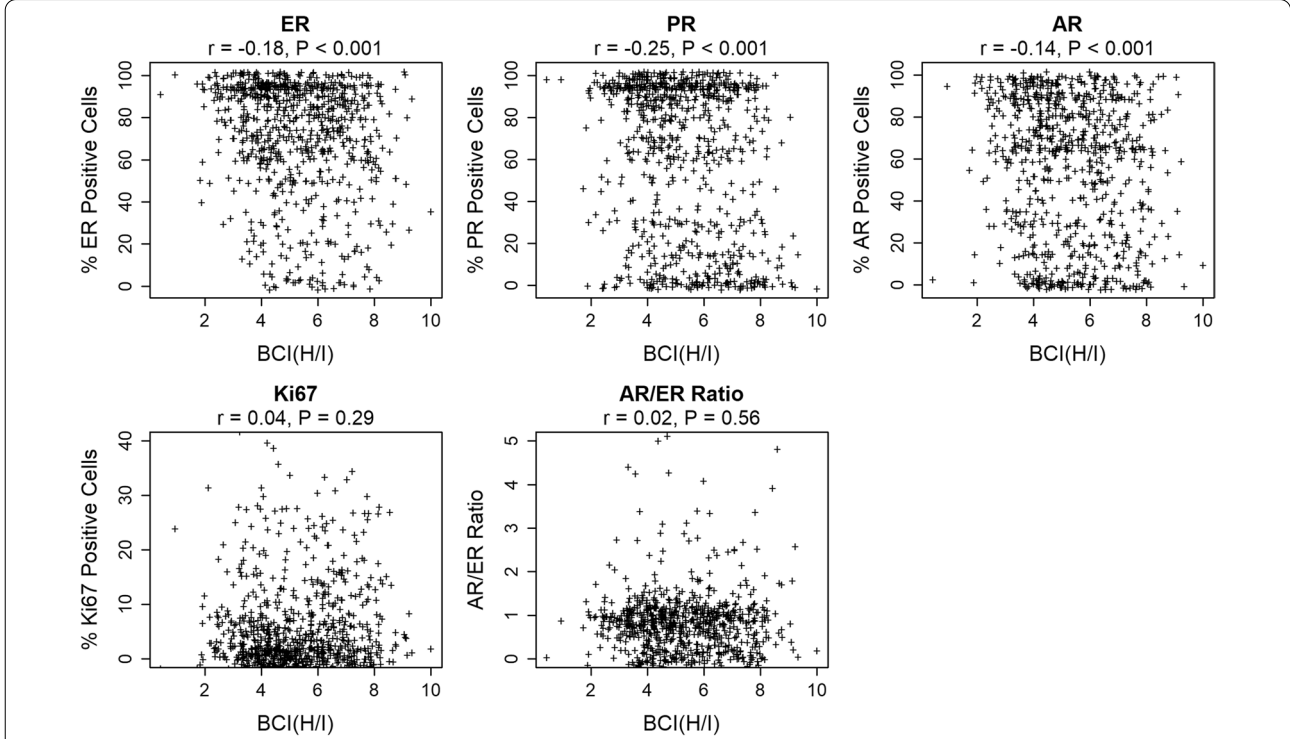 ER
r = -0.18, P < 0.001
% ER Positive Cells
100
80
60
40
20
0
2 4 6 8 10
BCI(H/I)
PR
r = -0.25, P < 0.001
% PR Positive Cells
100
80
60
40
20
0
2 4 6 8 10
BCI(H/I)
AR
r = -0.14, P < 0.001
% AR Positive Cells
100
80
60
40
20
0
2 4 6 8 10
BCI(H/I)
Ki67
r = 0.04, P = 0.29
% Ki67 Positive Cells
40
30
20
10
0
2 4 6 8 10
BCI(H/I)
AR/ER Ratio
r = 0.02, P = 0.56
AR/ER Ratio
5
4
3
2
1
0
2 4 6 8 10
BCI(H/I)